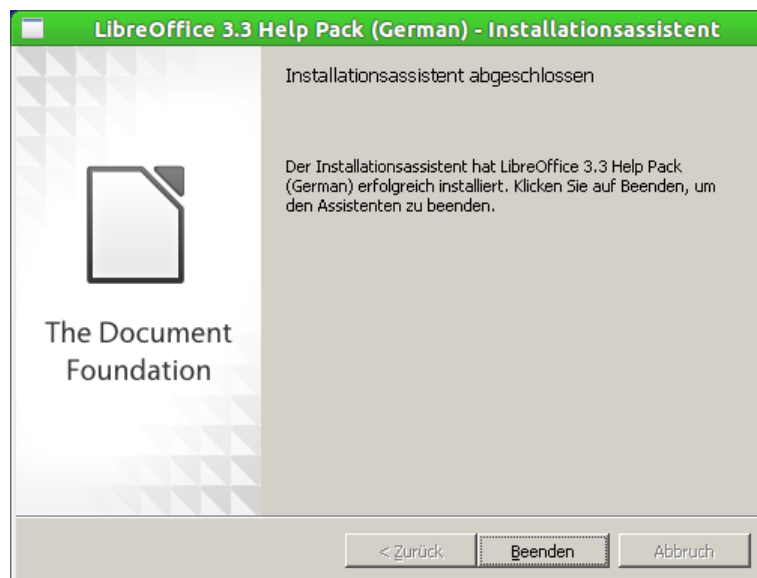 LibreOffice 3.3 Help Pack (German) - Installationsassistent
Installationsassistent abgeschlossen
Der Installationsassistent hat LibreOffice 3.3 Help Pack
(German) erfolgreich installiert. Klicken Sie auf Beenden, um
den Assistenten zu beenden.
The Document
Foundation
< Zurück
Beenden
Abbruch